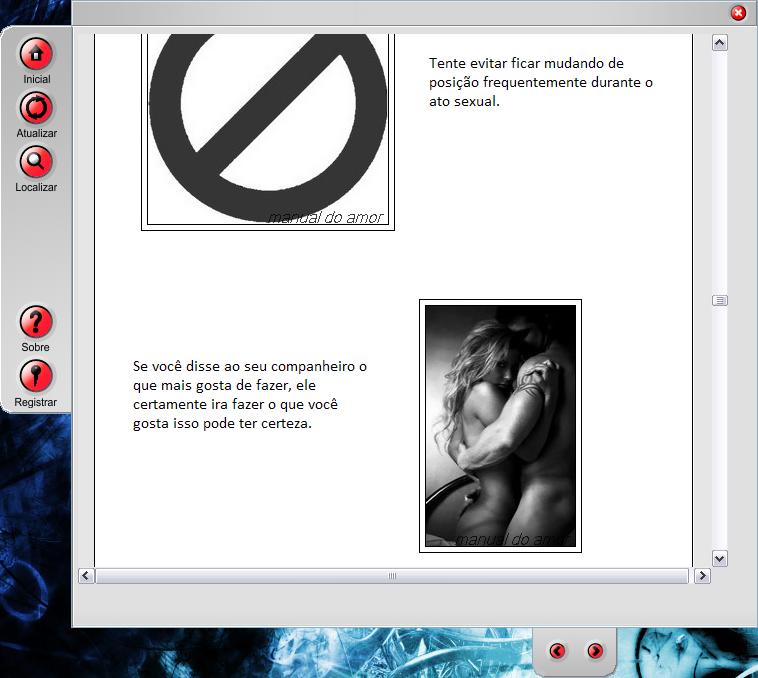 Inicial
Atualizar
Localizar
Sobre
Registrar
Tente evitar ficar mudando de
posição frequentemente durante o
ato sexual.
manual do amor
Se você disse ao seu companheiro o
que mais gosta de fazer, ele
certamente ira fazer o que você
gosta isso pode ter certeza.
manual do amor